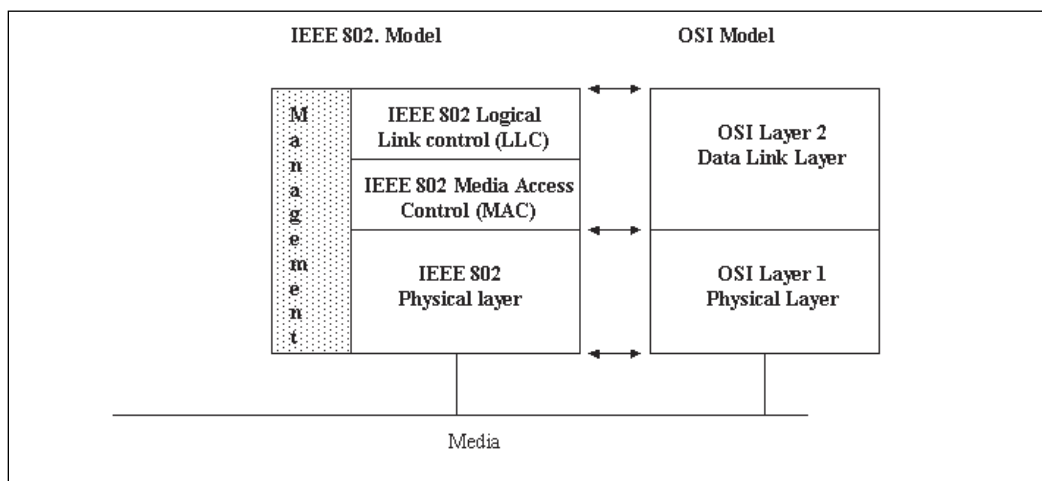 IEEE 802. Model
OSI Model
Management
IEEE 802 Logical
Link control (LLC)
IEEE 802 Media Access
Control (MAC)
IEEE 802
Physical layer
OSI Layer 2
Data Link Layer
OSI Layer 1
Physical Layer
Media